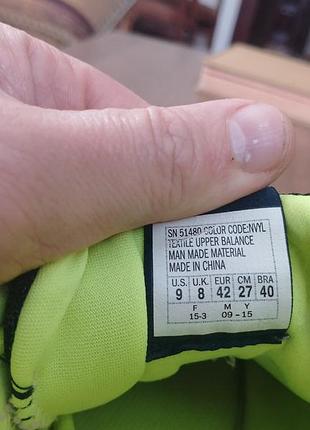 SN 51480 COLOR CODE:NVYL
TEXTILE UPPER BALANCE
MAN MADE MATERIAL
MADE IN CHINA
U.S. U.K. EUR CM BRA
9 8 42 27 40
F M Y
15-3 09-15